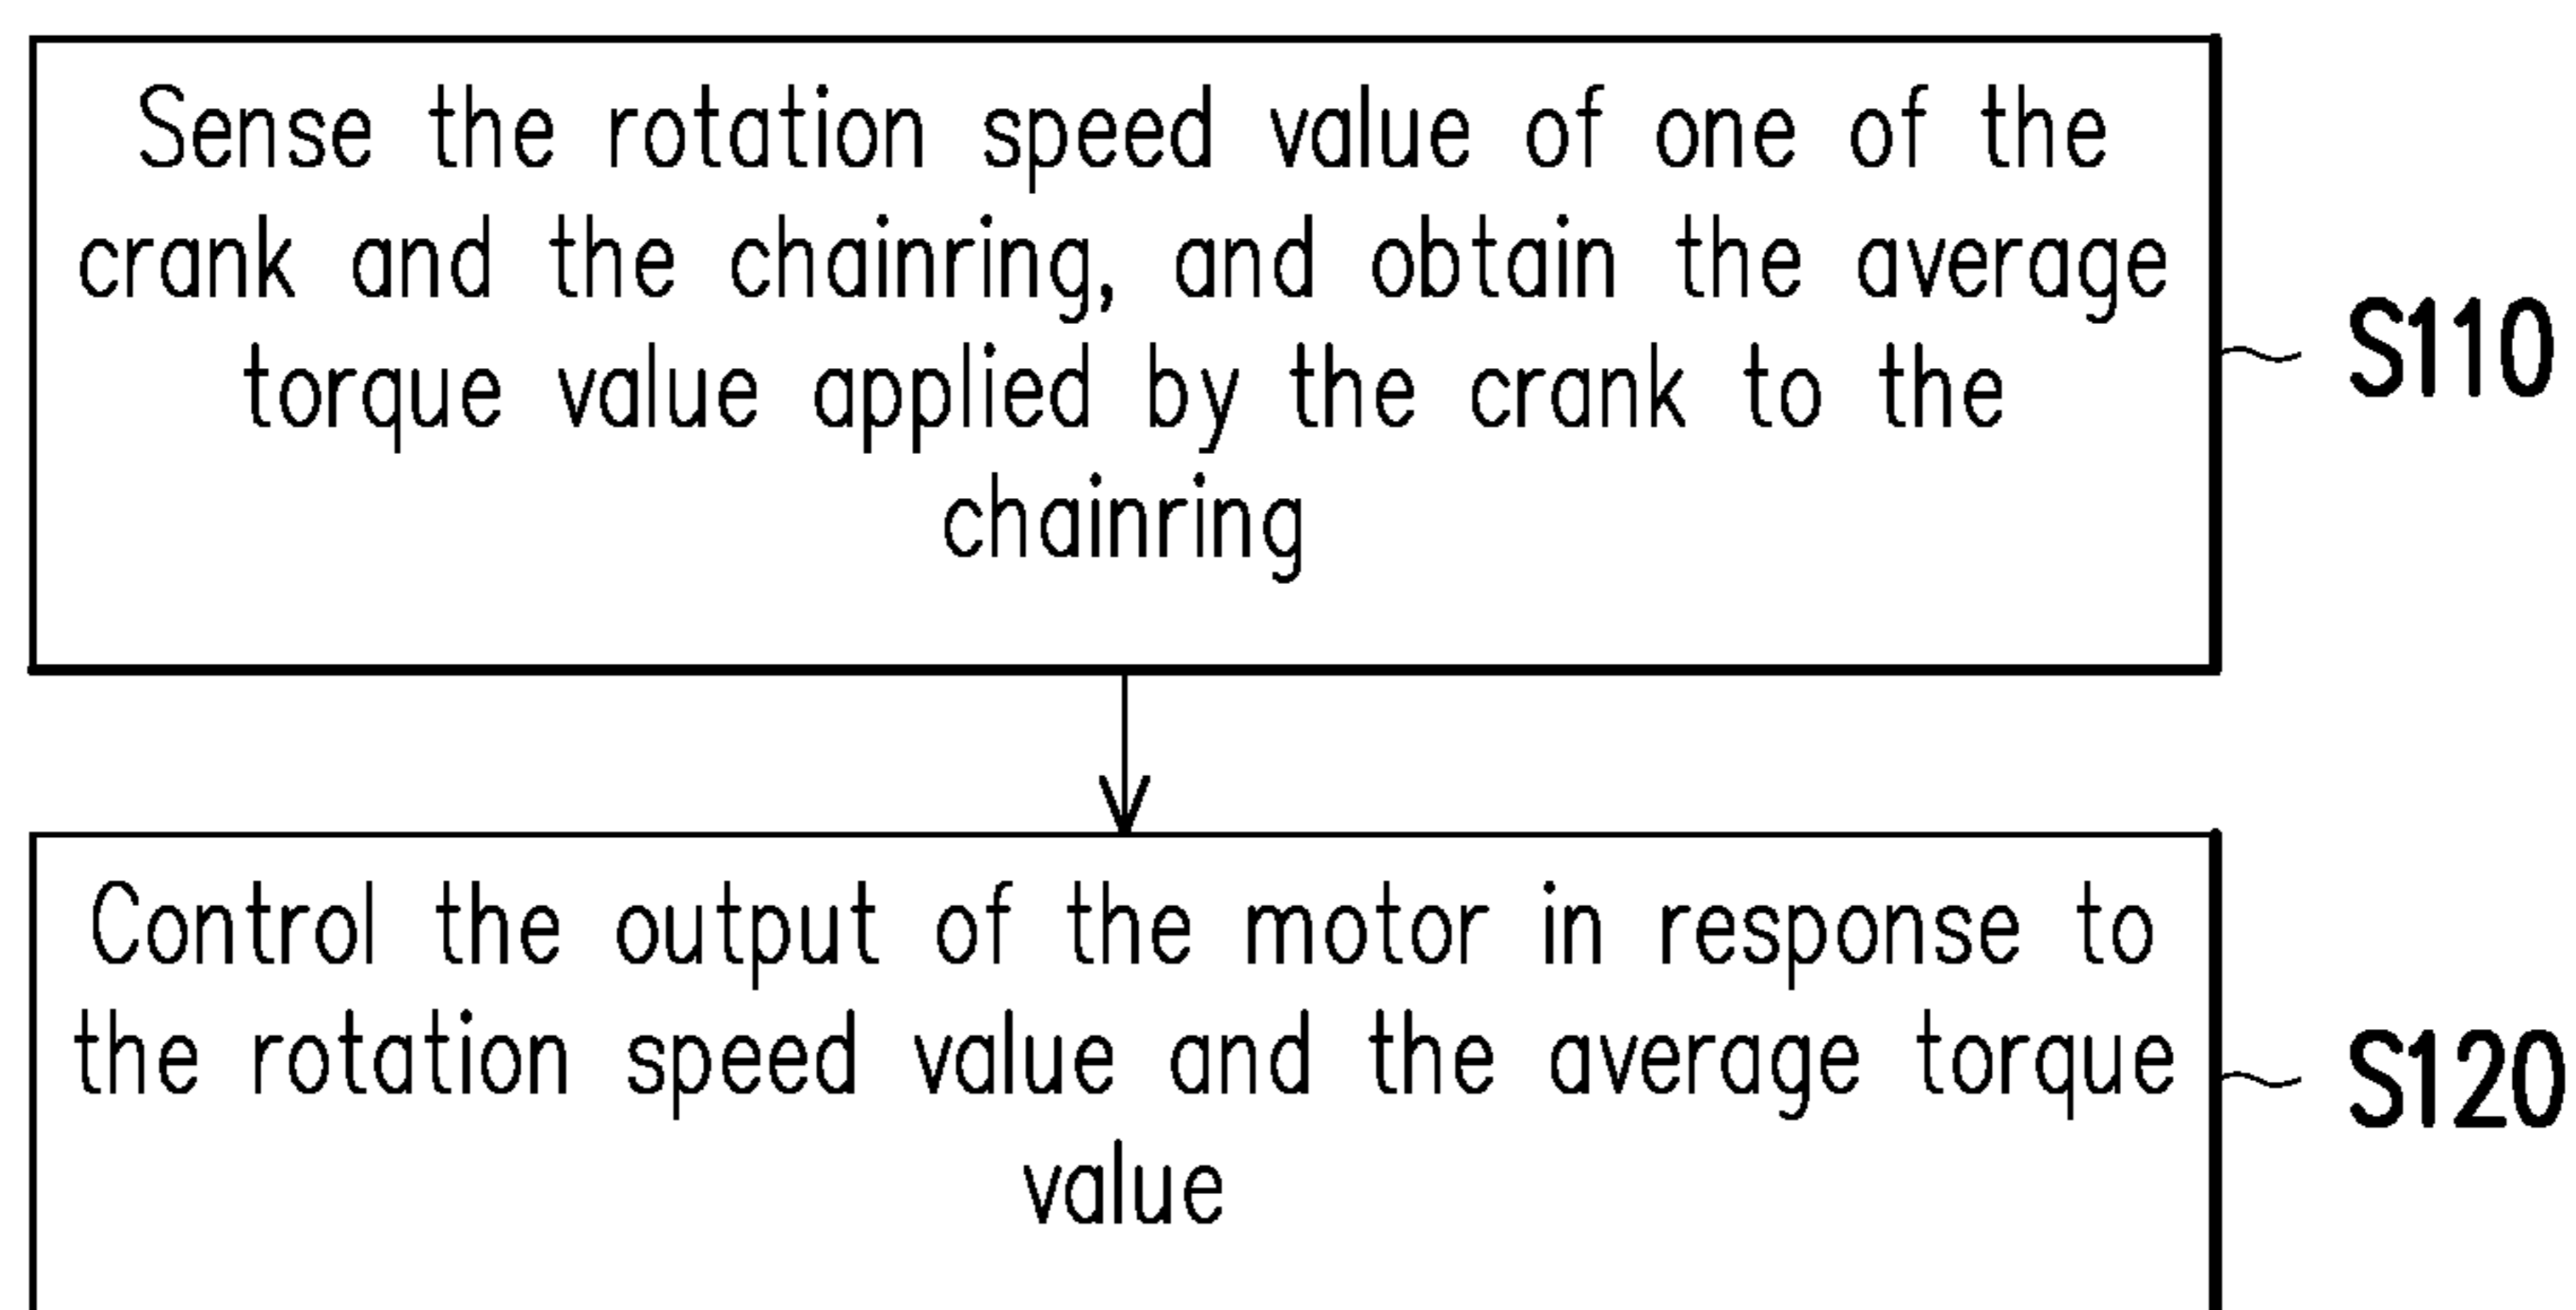 Sense the rotation speed value of one of the
crank and the chainring, and obtain the average
torque value applied by the crank to the
chainring
S110
Control the output of the motor in response to
the rotation speed value and the average torque
value
S120